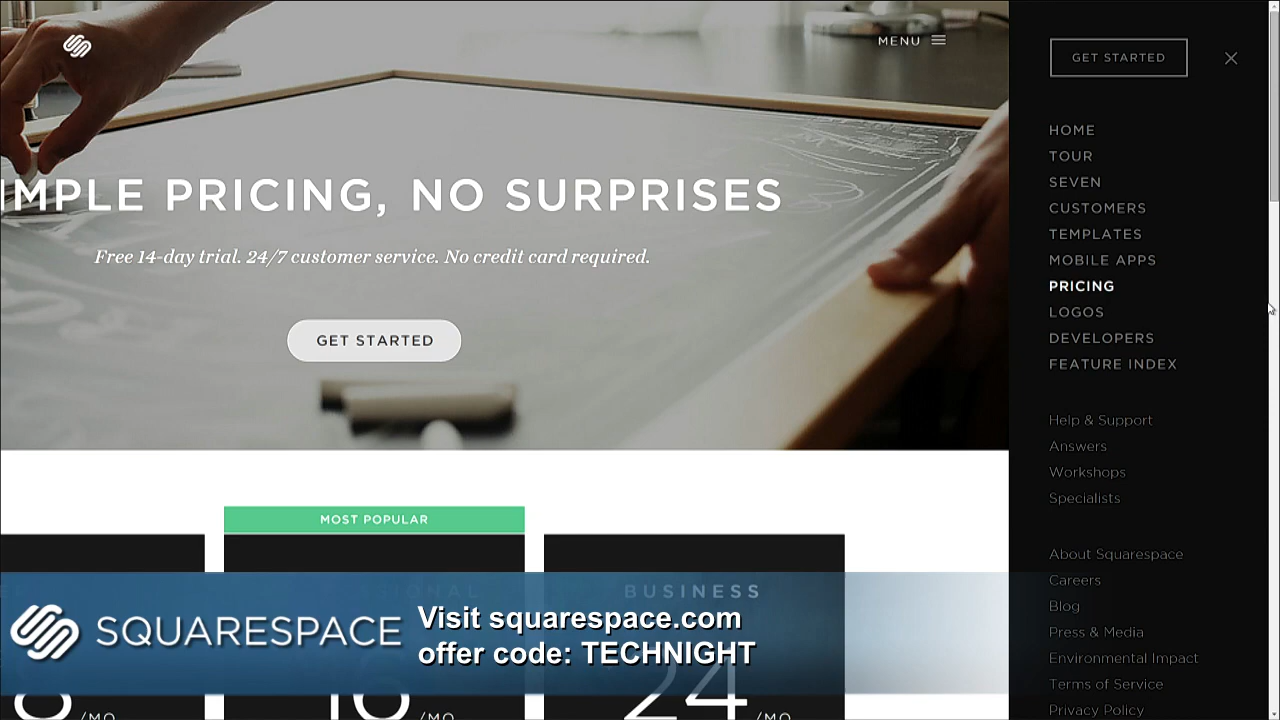 MENU
IMPLE PRICING, NO SURPRISES
Free 14-day trial. 24/7 customer service. No credit card required.
GET STARTED
MOST POPULAR
BUSINESS
8 /MO
16 /MO
24 /MO
SQUARESPACE
Visit squarespace.com
offer code: TECHNIGHT
GET STARTED
HOME
TOUR
SEVEN
CUSTOMERS
TEMPLATES
MOBILE APPS
PRICING
LOGOS
DEVELOPERS
FEATURE INDEX
Help & Support
Answers
Workshops
Specialists
About Squarespace
Careers
Blog
Press & Media
Environmental Impact
Terms of Service
Privacy Policy